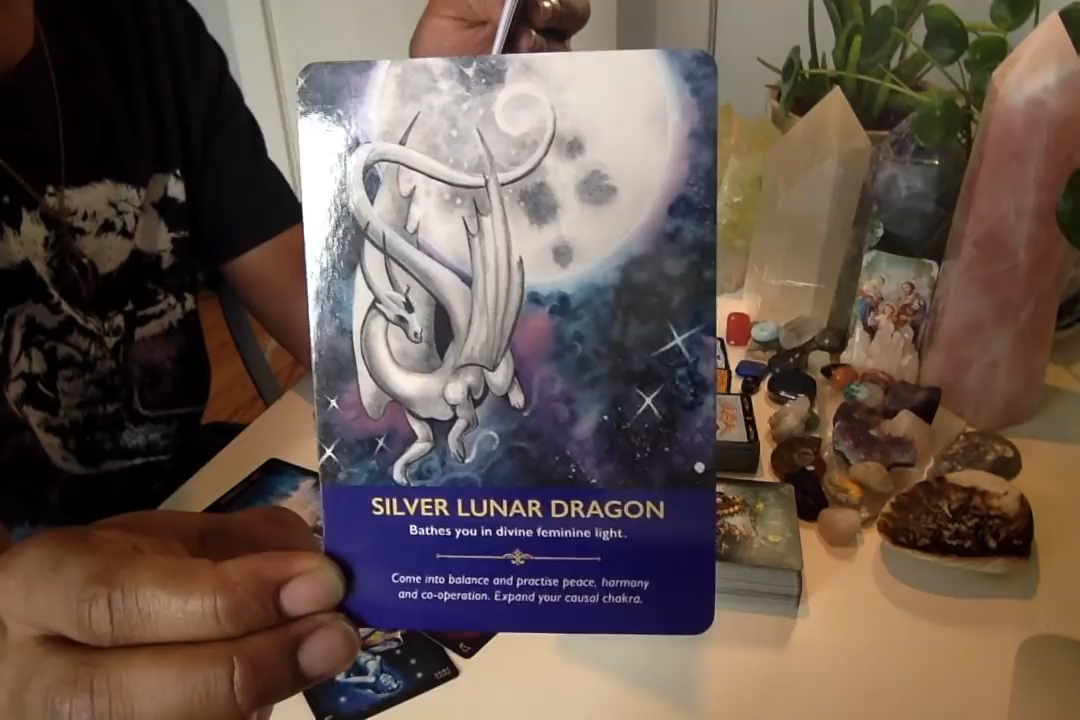 SILVER LUNAR DRAGON
Bathes you in divine feminine light.
Come into balance and practise peace, harmony
and co-operation. Expand your causal chakra.